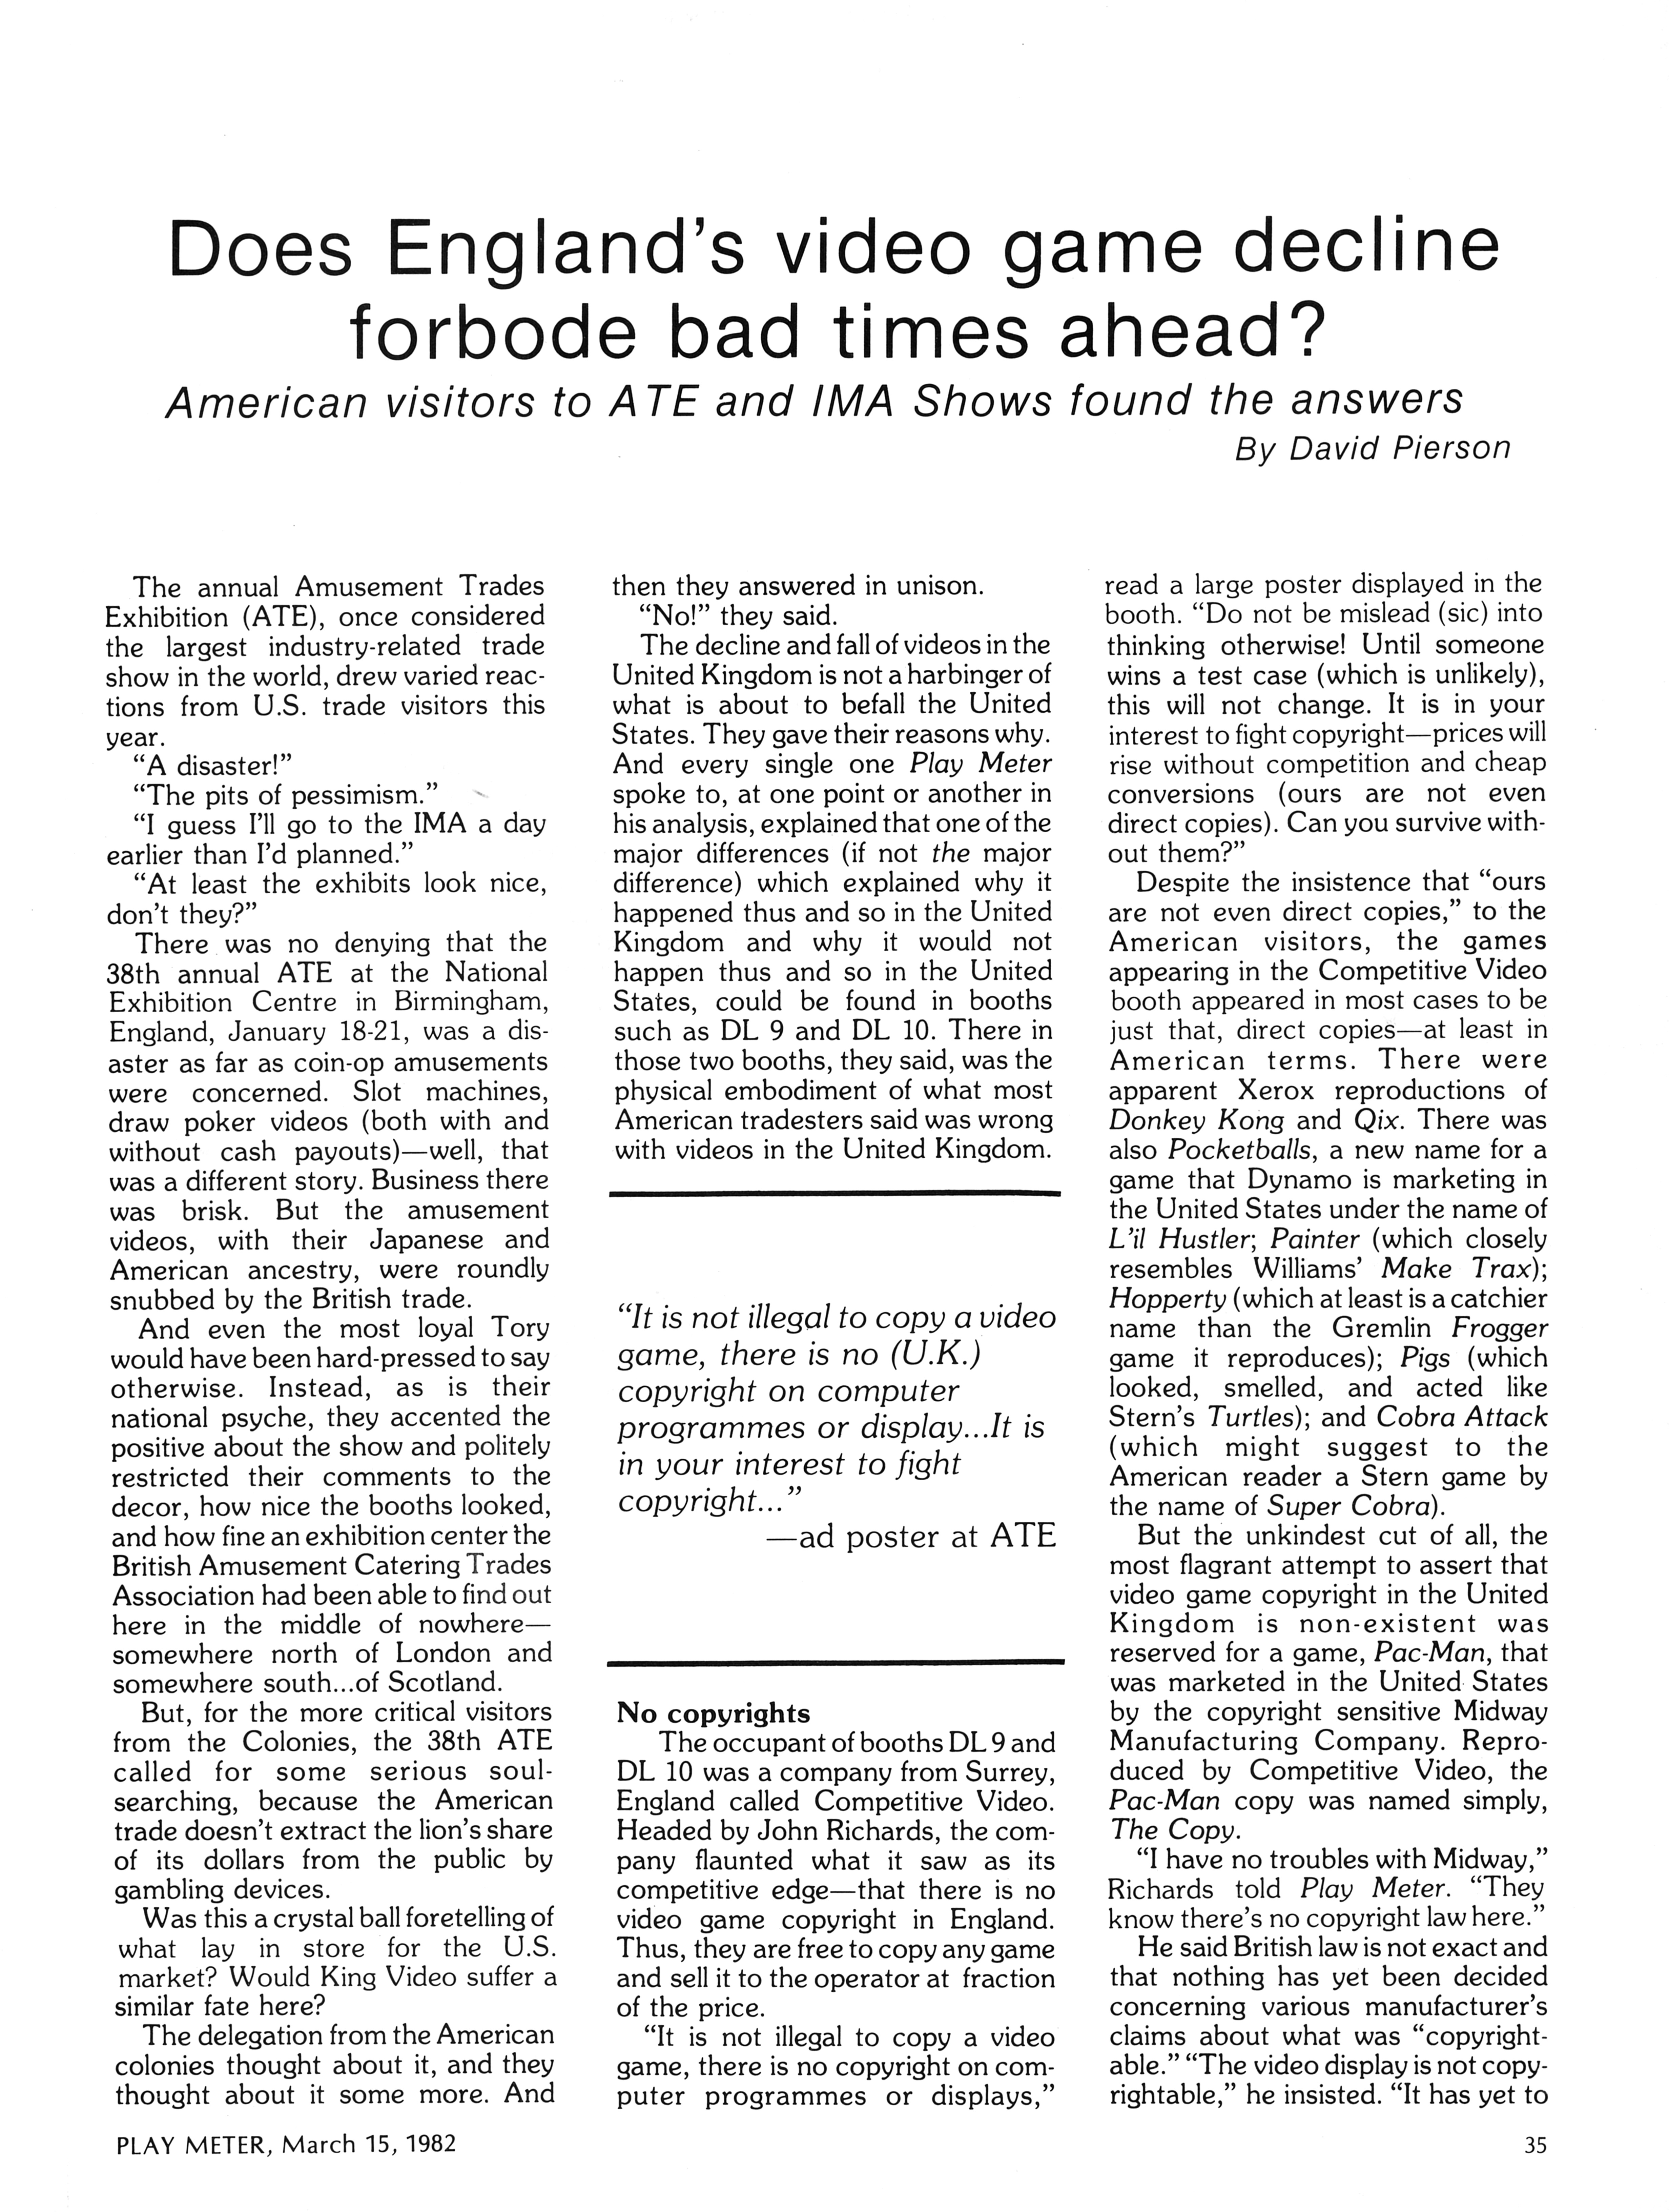 Does England's video game decline
forbode bad times ahead?
American visitors to ATE and IMA Shows found the answers
By David Pierson
The annual Amusement Trades
Exhibition (ATE), once considered
the largest industry-related trade
show in the world, drew varied reac-
tions from U.S. trade visitors this
year.
“A disaster!”
“The pits of pessimism.”
“I guess I'll go to the IMA a day
earlier than I'd planned.”
“At least the exhibits look nice,
don't they?”
There was no denying that the
38th annual ATE at the National
Exhibition Centre in Birmingham,
England, January 18-21, was a dis-
aster as far as coin-op amusements
were concerned. Slot machines,
draw poker videos (both with and
without cash payouts)—well, that
was a different story. Business there
was brisk. But the amusement
videos, with their Japanese and
American ancestry, were roundly
snubbed by the British trade.
And even the most loyal Tory
would have been hard-pressed to say
otherwise. Instead, as is their
national psyche, they accented the
positive about the show and politely
restricted their comments to the
decor, how nice the booths looked,
and how fine an exhibition center the
British Amusement Catering Trades
Association had been able to find out
here in the middle of nowhere—
somewhere north of London and
somewhere south...of Scotland.
But, for the more critical visitors
from the Colonies, the 38th ATE
called for some serious soul-
searching, because the American
trade doesn't extract the lion's share
of its dollars from the public by
gambling devices.
Was this a crystal ball foretelling of
what lay in store for the U.S.
market? Would King Video suffer a
similar fate here?
The delegation from the American
colonies thought about it, and they
thought about it some more. And
then they answered in unison.
“No!” they said.
The decline and fall of videos in the
United Kingdom is not a harbinger of
what is about to befall the United
States. They gave their reasons why.
And every single one Play Meter
spoke to, at one point or another in
his analysis, explained that one of the
major differences (if not the major
difference) which explained why it
happened thus and so in the United
Kingdom and why it would not
happen thus and so in the United
States, could be found in booths
such as DL 9 and DL 10. There in
those two booths, they said, was the
physical embodiment of what most
American tradesters said was wrong
with videos in the United Kingdom.
“It is not illegal to copy a video
game, there is no (U.K.)
copyright on computer
programmes or display...It is
in your interest to fight
copyright...”
—ad poster at ATE
No copyrights
The occupant of booths DL 9 and
DL 10 was a company from Surrey,
England called Competitive Video.
Headed by John Richards, the com-
pany flaunted what it saw as its
competitive edge—that there is no
video game copyright in England.
Thus, they are free to copy any game
and sell it to the operator at fraction
of the price.
“It is not illegal to copy a video
game, there is no copyright on com-
puter programmes or displays,”
read a large poster displayed in the
booth. “Do not be mislead (sic) into
thinking otherwise! Until someone
wins a test case (which is unlikely),
this will not change. It is in your
interest to fight copyright—prices will
rise without competition and cheap
conversions (ours are not even
direct copies). Can you survive with-
out them?”
Despite the insistence that “ours
are not even direct copies,” to the
American visitors, the games
appearing in the Competitive Video
booth appeared in most cases to be
just that, direct copies—at least in
American terms. There were
apparent Xerox reproductions of
Donkey Kong and Qix. There was
also Pocketballs, a new name for a
game that Dynamo is marketing in
the United States under the name of
L'il Hustler; Painter (which closely
resembles Williams' Make Trax);
Hopperty (which at least is a catchier
name than the Gremlin Frogger
game it reproduces); Pigs (which
looked, smelled, and acted like
Stern's Turtles); and Cobra Attack
(which might suggest to the
American reader a Stern game by
the name of Super Cobra).
But the unkindest cut of all, the
most flagrant attempt to assert that
video game copyright in the United
Kingdom is non-existent was
reserved for a game, Pac-Man, that
was marketed in the United States
by the copyright sensitive Midway
Manufacturing Company. Repro-
duced by Competitive Video, the
Pac-Man copy was named simply,
The Copy.
“I have no troubles with Midway,”
Richards told Play Meter. “They
know there's no copyright law here.”
He said British law is not exact and
that nothing has yet been decided
concerning various manufacturer's
claims about what was “copyright-
able.” “The video display is not copy-
rightable,” he insisted. “It has yet to
PLAY METER, March 15, 1982
35